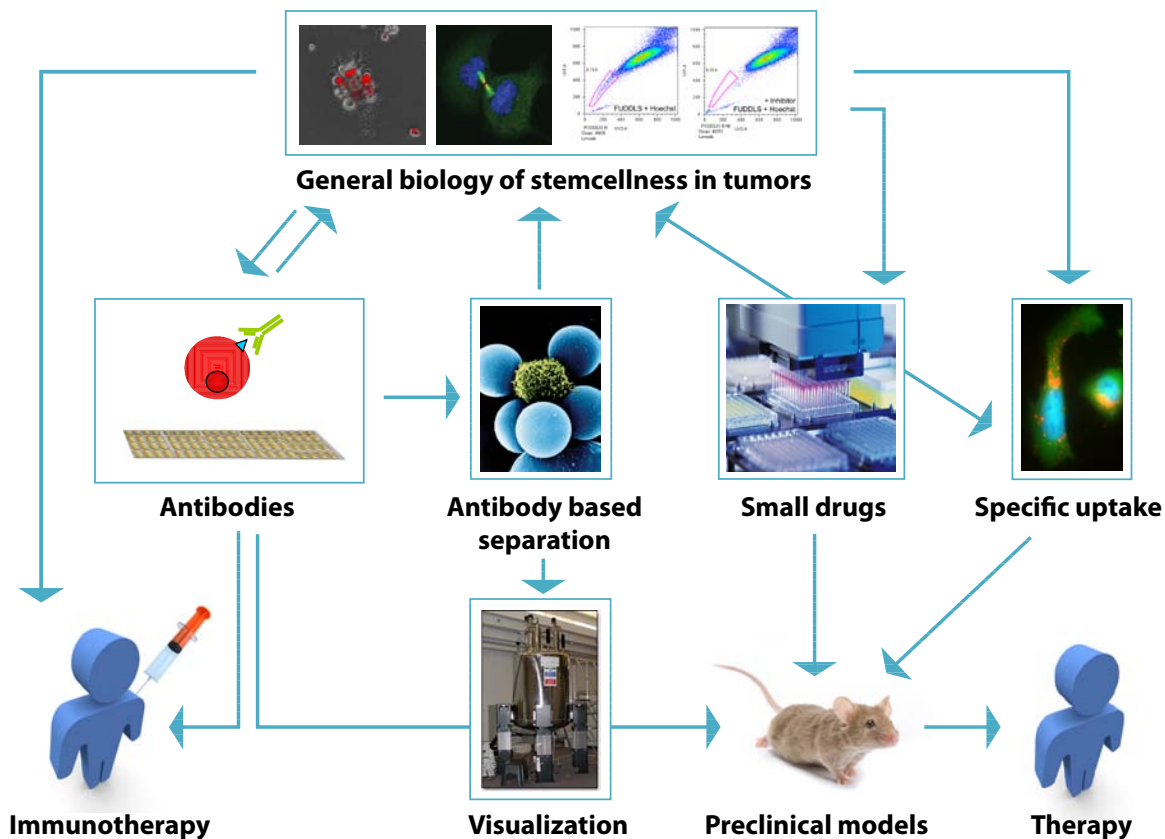 FUDDLS + Hoechst
+ Inhibitor
FUDDLS + Hoechst
General biology of stemcellness in tumors
Antibodies
Antibody based
separation
Small drugs
Specific uptake
Immunotherapy
Visualization
Preclinical models
Therapy